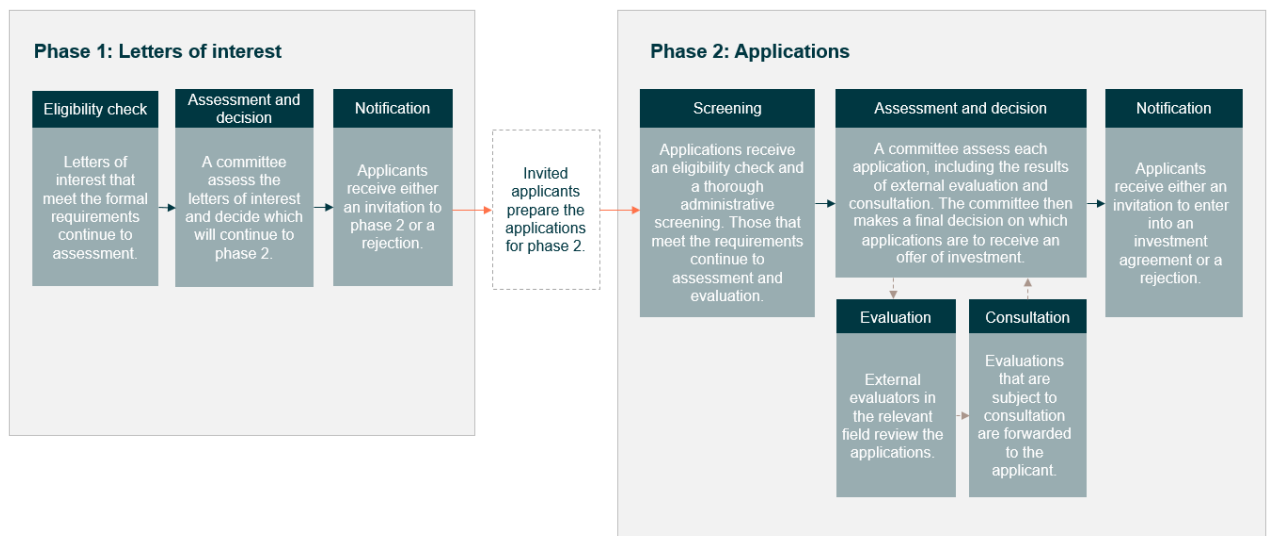 Phase 1: Letters of interest
Eligibility check
Letters of
interest that
meet the formal
requirements
continue to
assessment.
Assessment and
decision
A committee
assess the
letters of interest
and decide which
will continue to
phase 2.
Notification
Applicants
receive either
an invitation to
phase 2 or a
rejection.
Invited
applicants
prepare the
applications
for phase 2.
Phase 2: Applications
Screening
Applications receive
an eligibility check and
a thorough
administrative
screening. Those that
meet the requirements
continue to
assessment and
evaluation.
Assessment and decision
A committee assess each
application, including the results
of external evaluation and
consultation. The committee then
makes a final decision on which
applications are to receive an
offer of investment.
Evaluation
External
evaluators in
the relevant
field review the
applications.
Consultation
Evaluations
that are
subject to
consultation
are forwarded
to the
applicant.
Notification
Applicants
receive either an
invitation to enter
into an
investment
agreement or a
rejection.